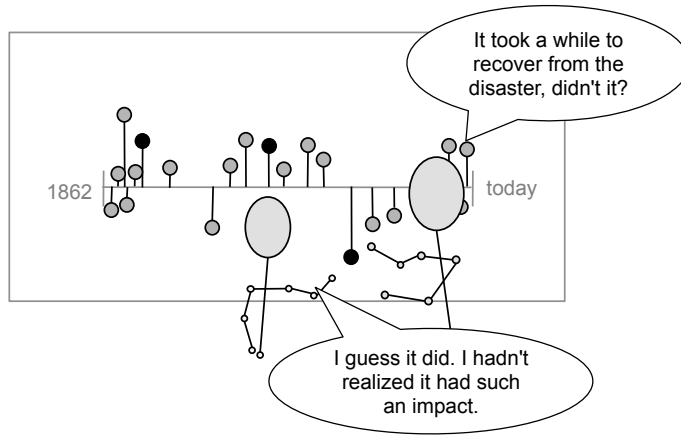 It took a while to
recover from the
disaster, didn't it?
1862
today
I guess it did. I hadn't
realized it had such
an impact.